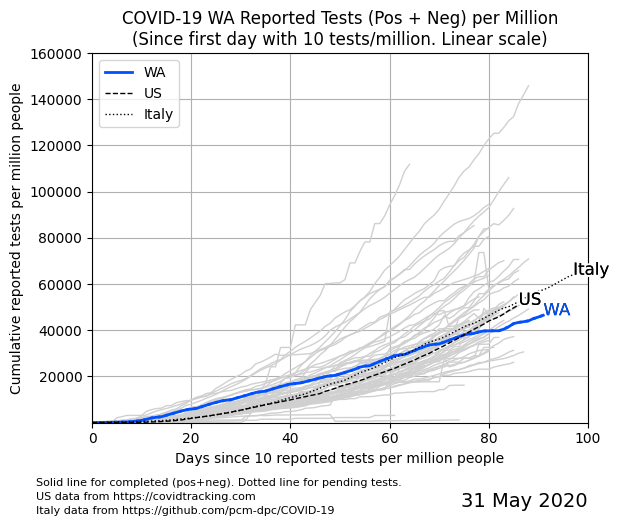 COVID-19 WA Reported Tests (Pos + Neg) per Million
(Since first day with 10 tests/million. Linear scale)
Cumulative reported tests per million people
160000
140000
120000
100000
80000
60000
40000
20000
WA
US
Italy
Italy
US
WA
0
20
40
60
80
100
Days since 10 reported tests per million people
Solid line for completed (pos+neg). Dotted line for pending tests.
US data from https://covidtracking.com
Italy data from https://github.com/pcm-dpc/COVID-19
31 May 2020